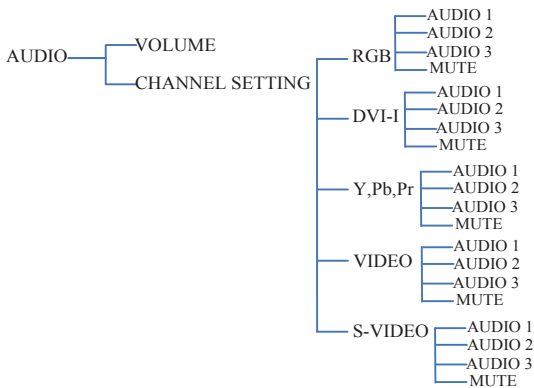 AUDIO
VOLUME
CHANNEL SETTING
RGB
AUDIO 1
AUDIO 2
AUDIO 3
MUTE
DVI-I
AUDIO 1
AUDIO 2
AUDIO 3
MUTE
Y,Pb,Pr
AUDIO 1
AUDIO 2
AUDIO 3
MUTE
VIDEO
AUDIO 1
AUDIO 2
AUDIO 3
MUTE
S-VIDEO
AUDIO 1
AUDIO 2
AUDIO 3
MUTE